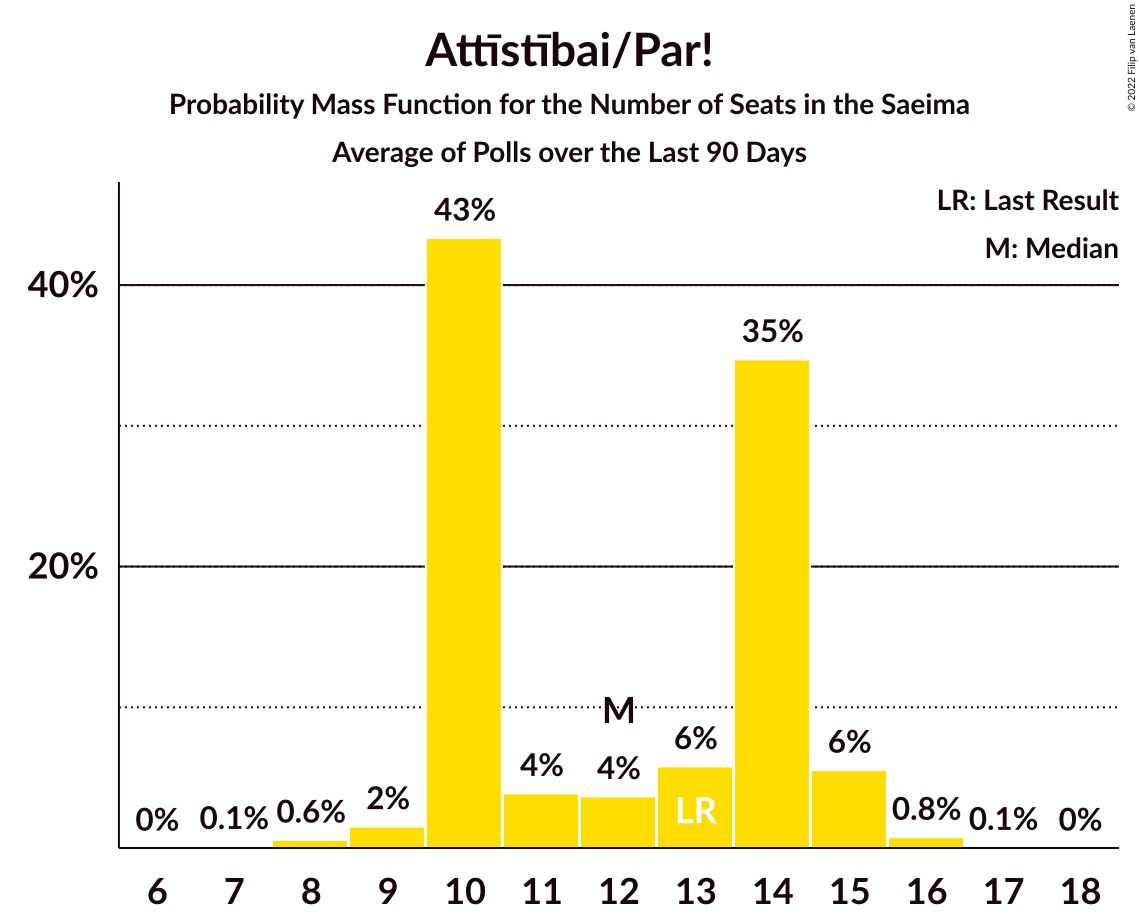 Attīstībai/Par!
Probability Mass Function for the Number of Seats in the Saeima
Average of Polls over the Last 90 Days
© 2022 Filip van Laenen
LR: Last Result
M: Median
40%
20%
0%
0.1%
0.6%
2%
43%
4%
M
4%
6%
LR
35%
6%
0.8%
0.1%
0%
6 7 8 9 10 11 12 13 14 15 16 17 18